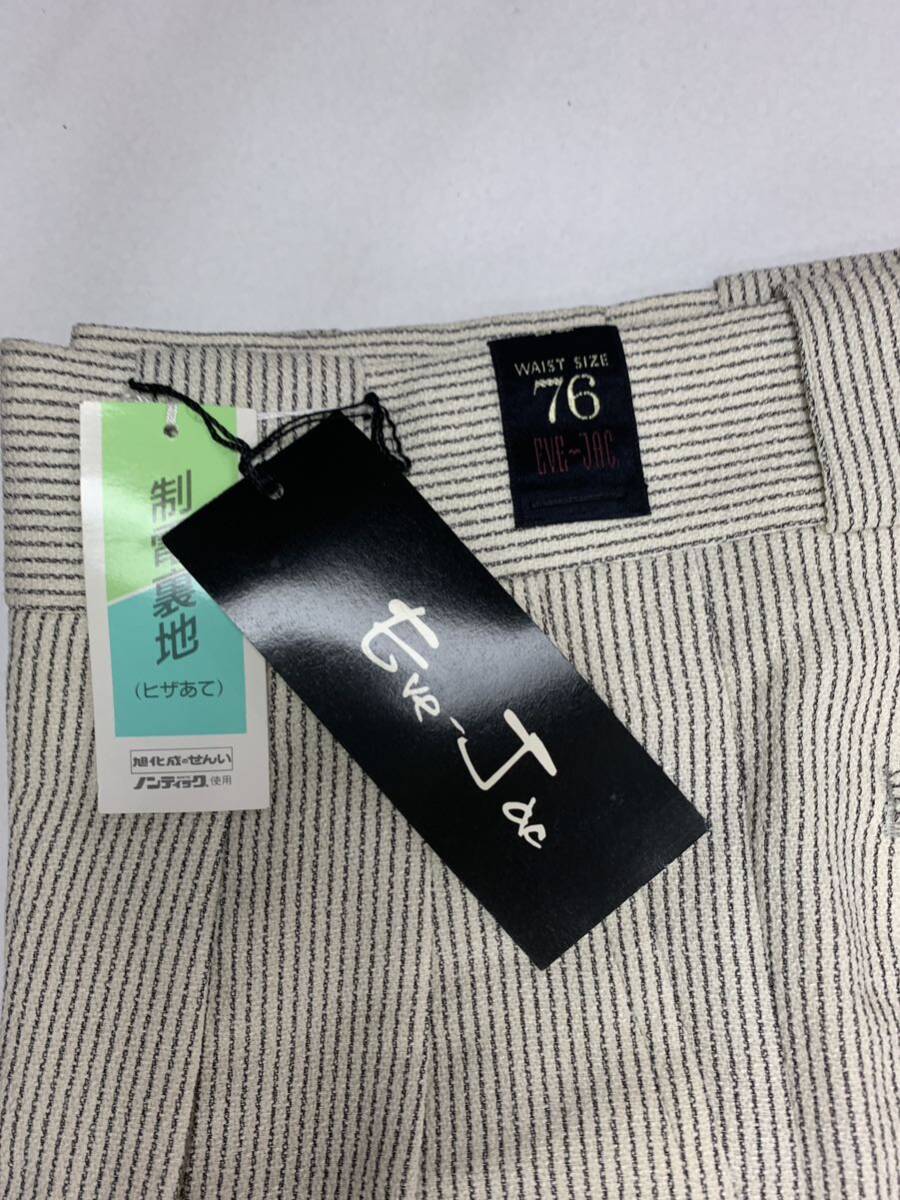 WAIST SIZE
76
EVE-JAC.
制電裏地
(ヒザあて)
旭化成のせんい
ノンティック使用
Eve-Jac